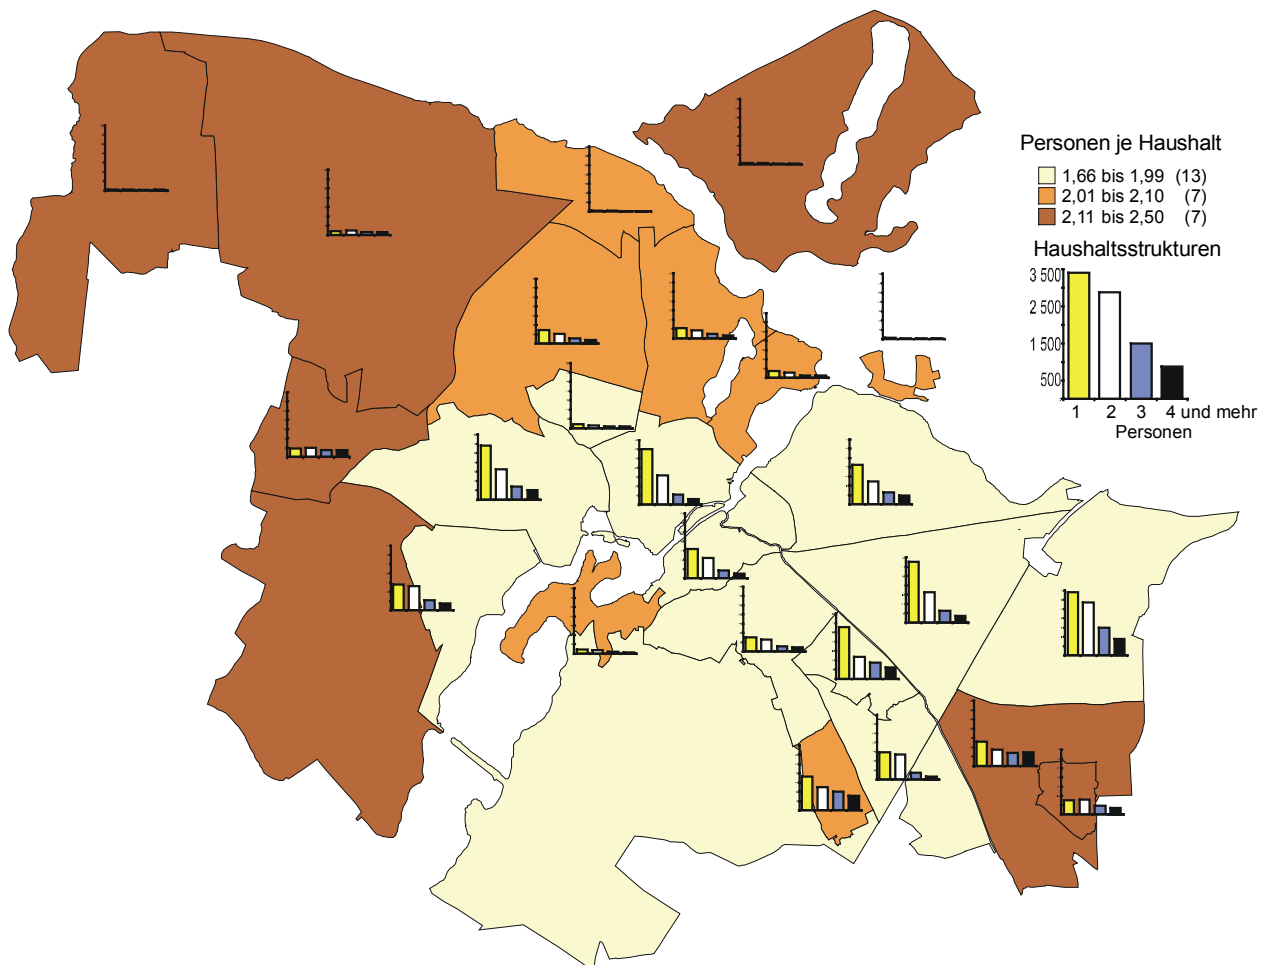 Personen je Haushalt
1,66 bis 1,99 (13)
2,01 bis 2,10 (7)
2,11 bis 2,50 (7)
Haushaltsstrukturen
3 500
2 500
1 500
500
1 2 3 4 und mehr
Personen